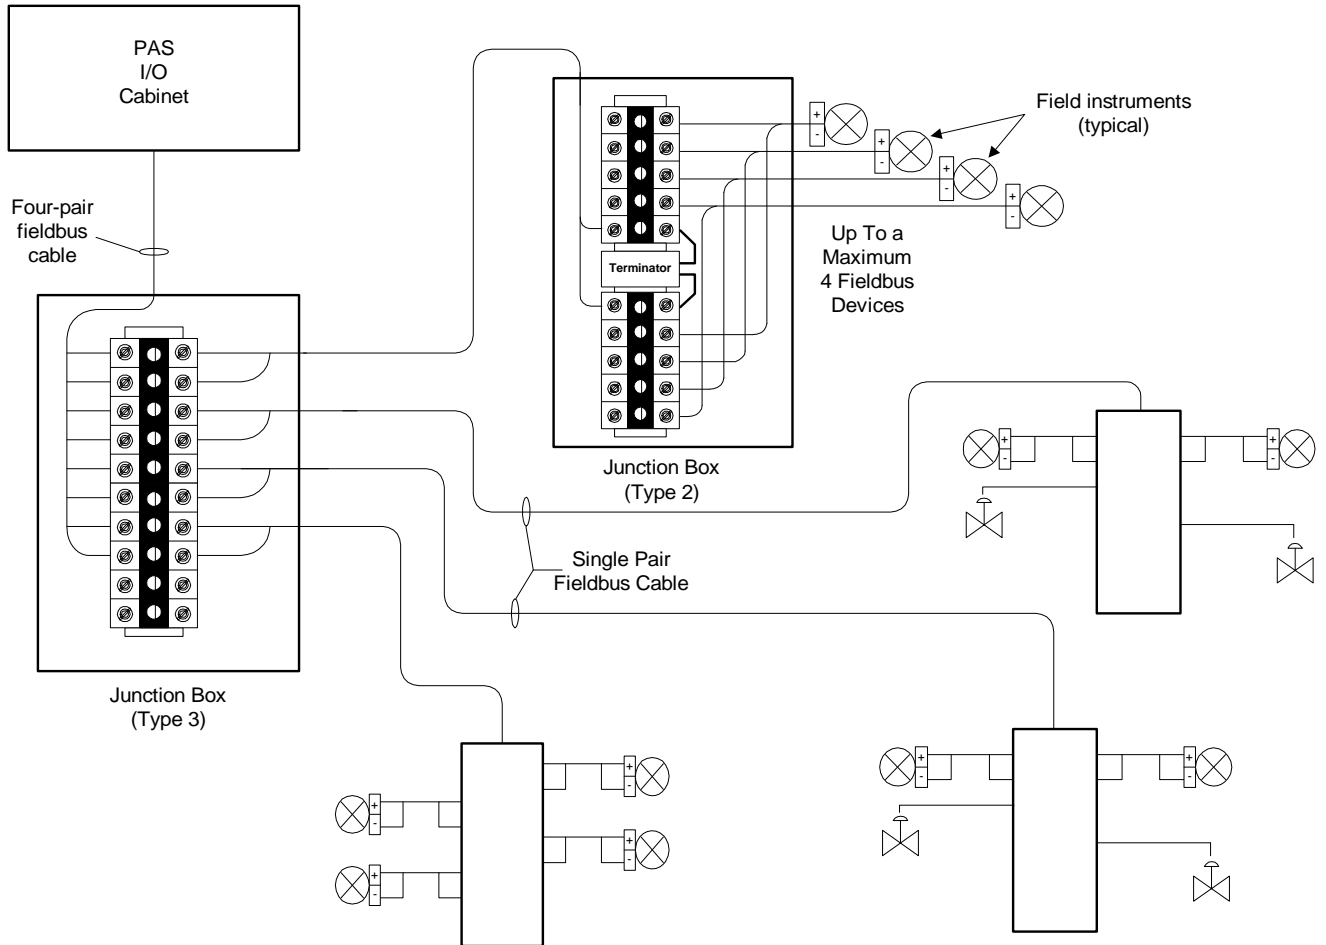 PAS
I/O
Cabinet
Four-pair
fieldbus
cable
Field instruments
(typical)
+
-
+
-
+
-
+
-
Terminator
Up To a
Maximum
4 Fieldbus
Devices
Junction Box
(Type 2)
+
-
+
-
Single Pair
Fieldbus Cable
Junction Box
(Type 3)
+
-
+
-
+
-
+
-
+
-
+
-